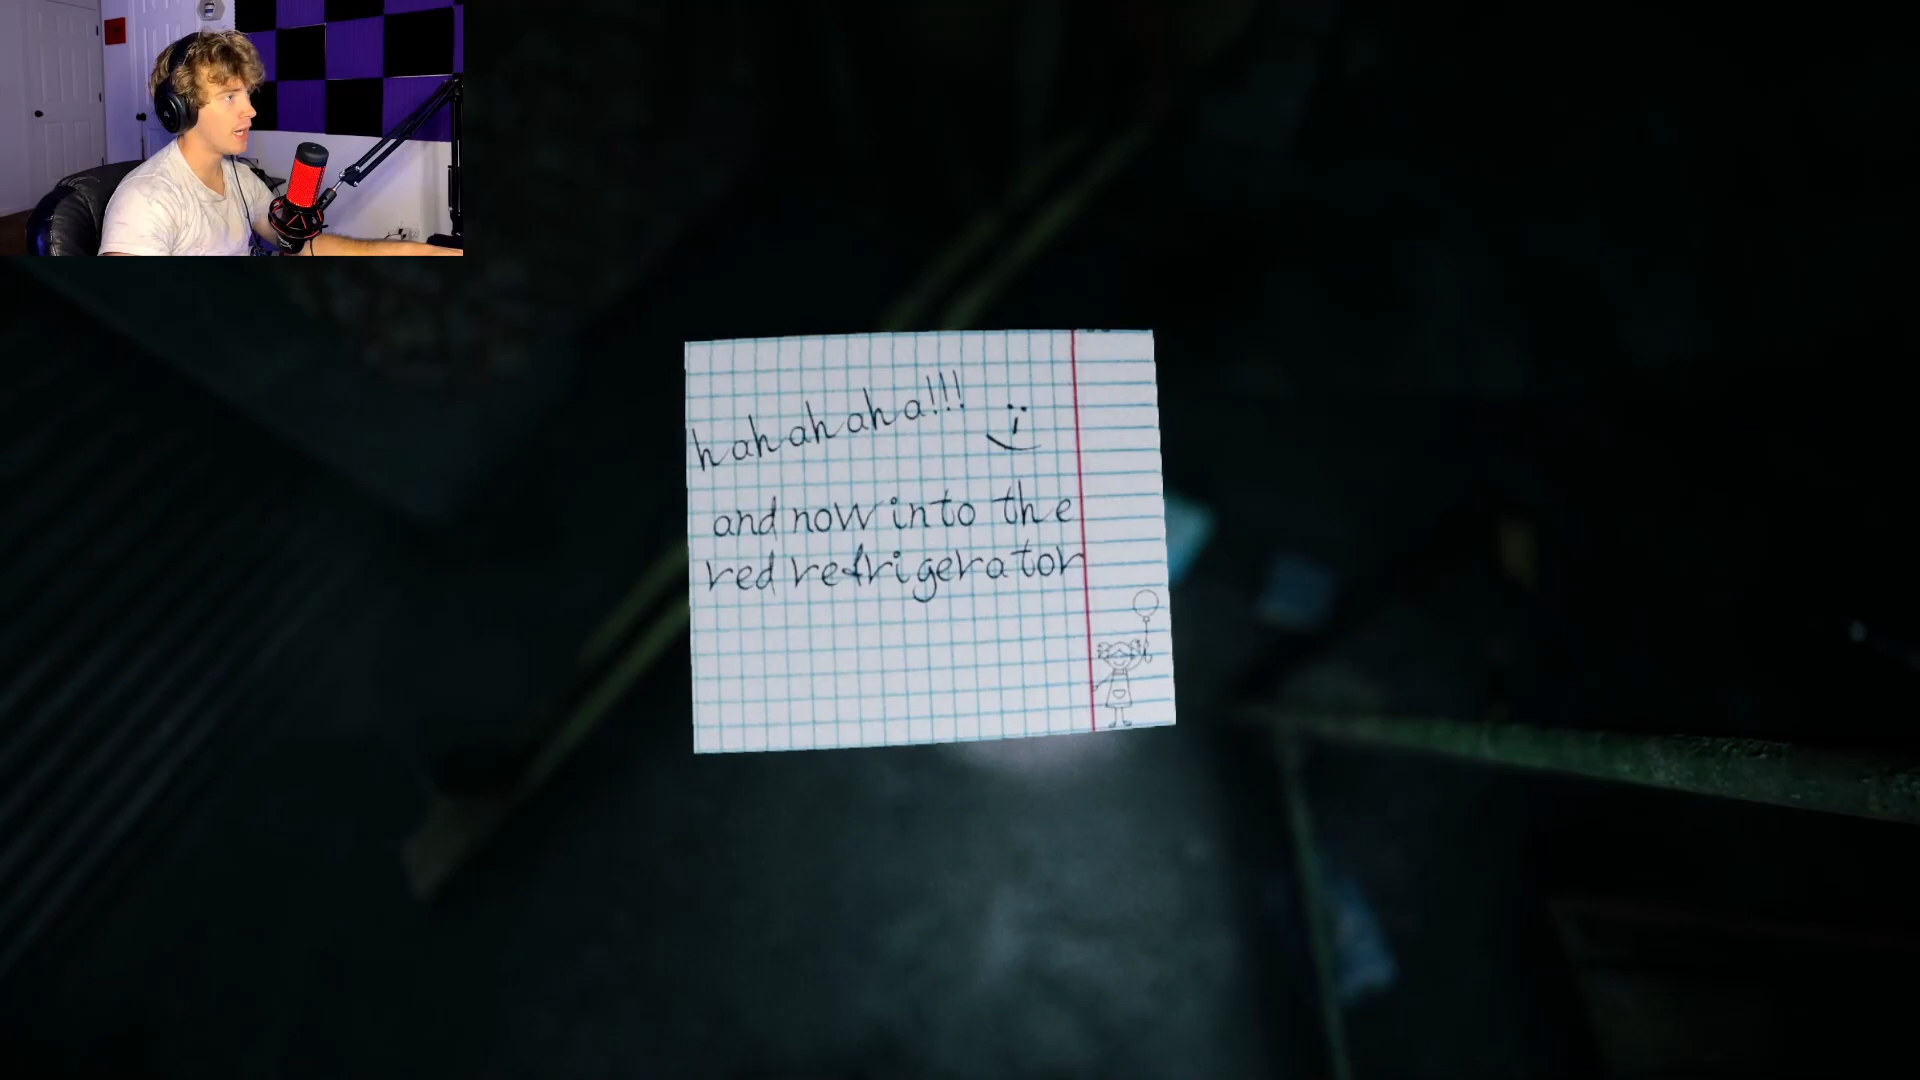 hahahaha!!!
and now into the
red refrigerator